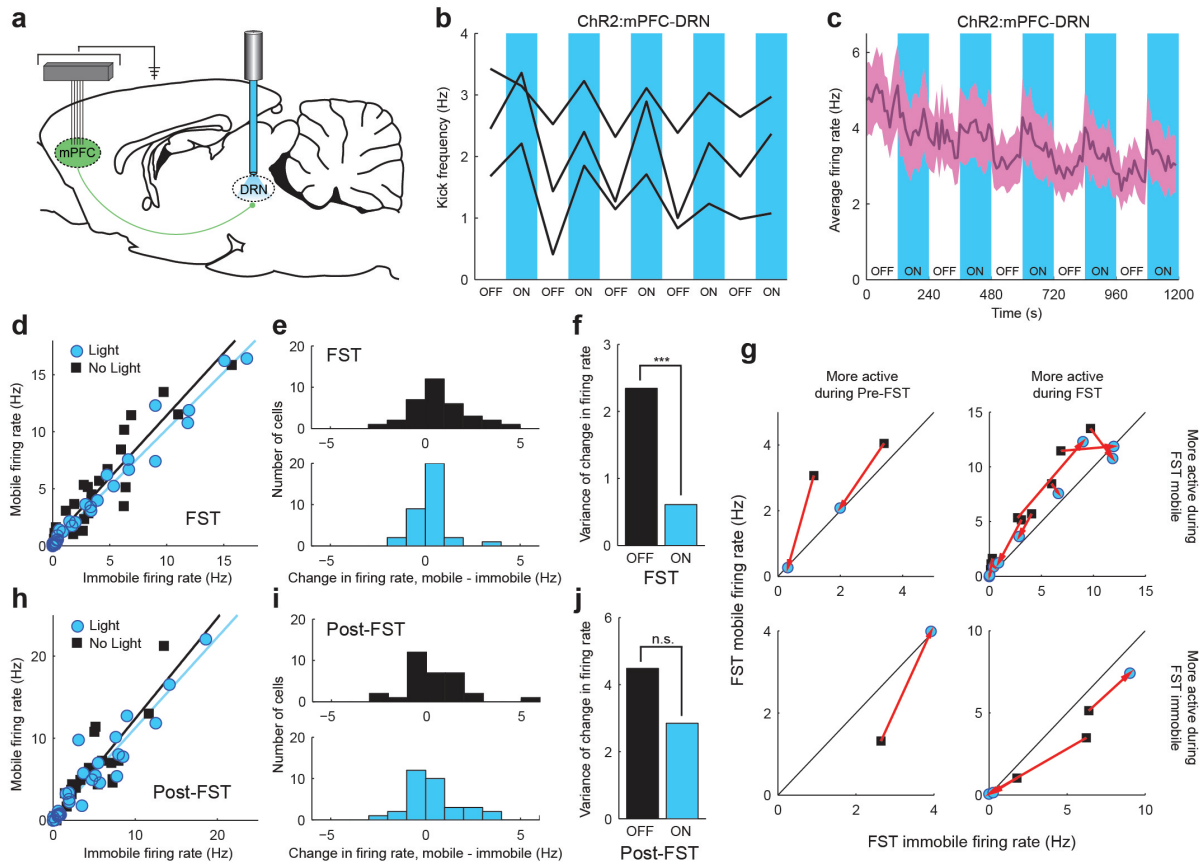 a
mPFC
DRN
b
ChR2:mPFC-DRN
Kick frequency (Hz)
4
3
2
1
0
OFF ON OFF ON OFF ON OFF ON OFF ON
c
ChR2:mPFC-DRN
Average firing rate (Hz)
6
4
2
0
OFF ON OFF ON OFF ON OFF ON OFF ON
0 240 480 720 960 1200
Time (s)
d
Light
No Light
Mobile firing rate (Hz)
15
10
5
0
FST
0 5 10 15
Immobile firing rate (Hz)
e
FST
Number of cells
20
10
0
−5 0 5
20
10
0
−5 0 5
Change in firing rate, mobile - immobile (Hz)
f
Variance of change in firing rate
3
2
1
0
***
OFF ON
FST
g
More active
during Pre-FST
More active
during FST
FST mobile firing rate (Hz)
4
2
0
0 2 4
15
10
5
0
0 5 10 15
More active during
FST mobile
4
2
0
0 2 4
10
5
0
0 5 10
More active during
FST immobile
FST immobile firing rate (Hz)
h
Light
No Light
Mobile firing rate (Hz)
20
10
0
Post-FST
0 10 20
Immobile firing rate (Hz)
i
Post-FST
Number of cells
20
10
0
−5 0 5
20
10
0
−5 0 5
Change in firing rate, mobile - immobile (Hz)
j
Variance of change in firing rate
6
4
2
0
n.s.
OFF ON
Post-FST